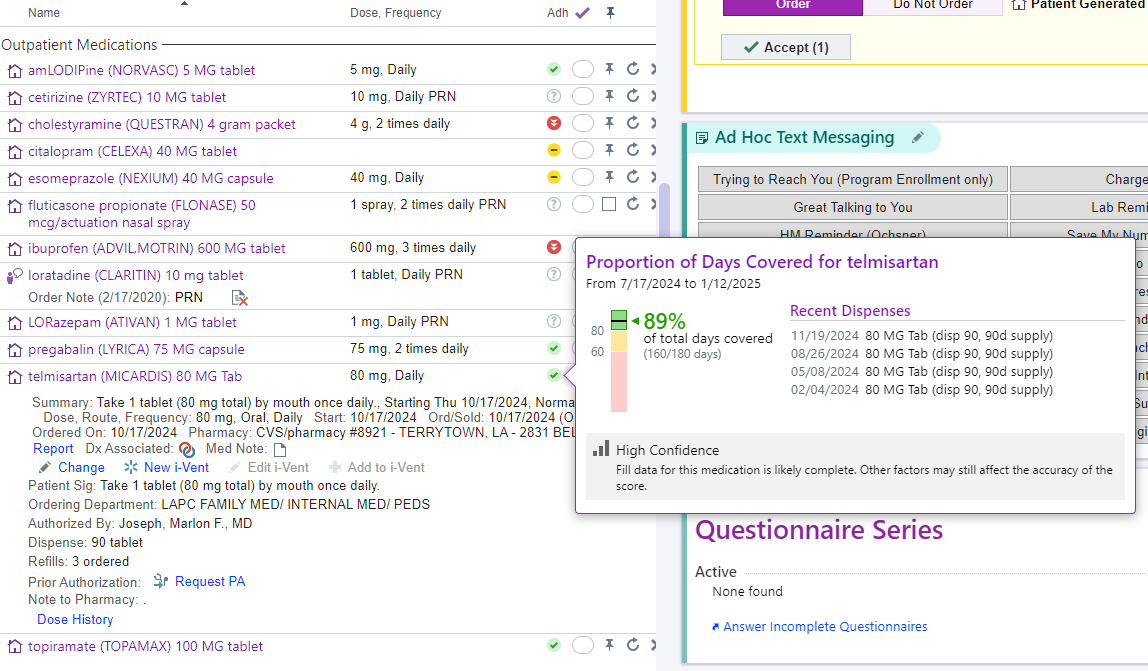 Name Dose, Frequency Adh
Outpatient Medications
amLODIPine (NORVASC) 5 MG tablet 5 mg, Daily
cetirizine (ZYRTEC) 10 MG tablet 10 mg, Daily PRN
cholestyramine (QUESTRAN) 4 gram packet 4 g, 2 times daily
citalopram (CELEXA) 40 MG tablet
esomeprazole (NEXIUM) 40 MG capsule 40 mg, Daily
fluticasone propionate (FLONASE) 50 1 spray, 2 times daily PRN
mcg/actuation nasal spray
ibuprofen (ADVIL,MOTRIN) 600 MG tablet 600 mg, 3 times daily
loratadine (CLARITIN) 10 mg tablet 1 tablet, Daily PRN
Order Note (2/17/2020): PRN
LORazepam (ATIVAN) 1 MG tablet 1 mg, Daily PRN
pregabalin (LYRICA) 75 MG capsule 75 mg, 2 times daily
telmisartan (MICARDIS) 80 MG Tab 80 mg, Daily
Summary: Take 1 tablet (80 mg total) by mouth once daily., Starting Thu 10/17/2024, Norma
Dose, Route, Frequency: 80 mg, Oral, Daily Start: 10/17/2024 Ord/Sold: 10/17/2024 (O
Ordered On: 10/17/2024 Pharmacy: CVS/pharmacy #8921 - TERRYTOWN, LA - 2831 BEL
Report Dx Associated: Med Note:
Change New i-Vent Edit i-Vent Add to i-Vent
Patient Sig: Take 1 tablet (80 mg total) by mouth once daily.
Ordering Department: LAPC FAMILY MED/ INTERNAL MED/ PEDS
Authorized By: Joseph, Marlon F., MD
Dispense: 90 tablet
Refills: 3 ordered
Prior Authorization: Request PA
Note to Pharmacy: .
Dose History
topiramate (TOPAMAX) 100 MG tablet
Order Do Not Order Patient Generated
Accept (1)
Ad Hoc Text Messaging
Trying to Reach You (Program Enrollment only) Charge
Great Talking to You Lab Remi
HM Reminder (Ochsner) Save My Num
Proportion of Days Covered for telmisartan
From 7/17/2024 to 1/12/2025
80
60
89%
of total days covered
(160/180 days)
Recent Dispenses
11/19/2024 80 MG Tab (disp 90, 90d supply)
08/26/2024 80 MG Tab (disp 90, 90d supply)
05/08/2024 80 MG Tab (disp 90, 90d supply)
02/04/2024 80 MG Tab (disp 90, 90d supply)
High Confidence
Fill data for this medication is likely complete. Other factors may still affect the accuracy of the
score.
Questionnaire Series
Active
None found
Answer Incomplete Questionnaires